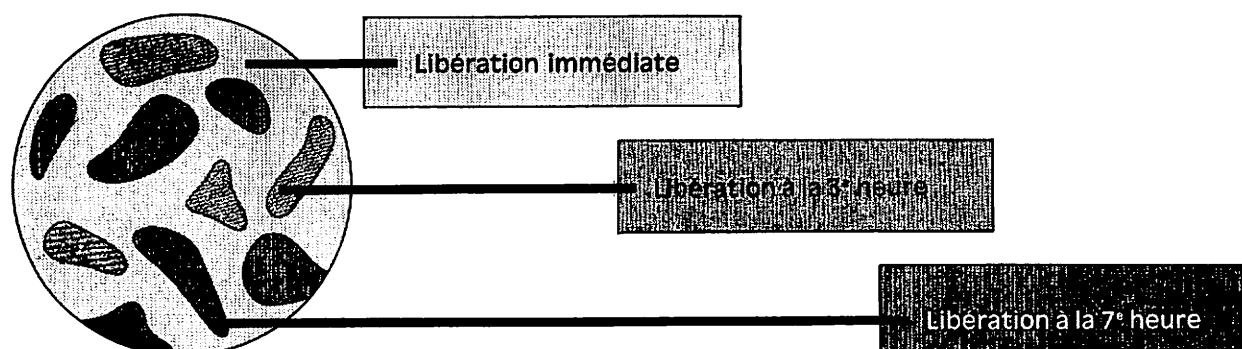 Libération immédiate
Libération à la 3ᵉ heure
Libération à la 7ᵉ heure